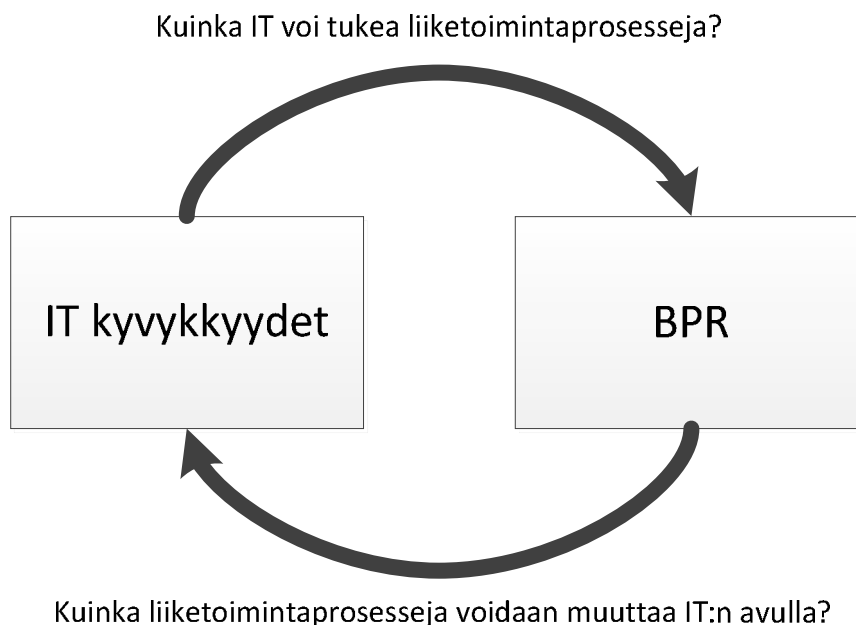 Kuinka IT voi tukea liiketoimintaprosesseja?
IT kyvykkyydet
BPR
Kuinka liiketoimintaprosesseja voidaan muuttaa IT:n avulla?